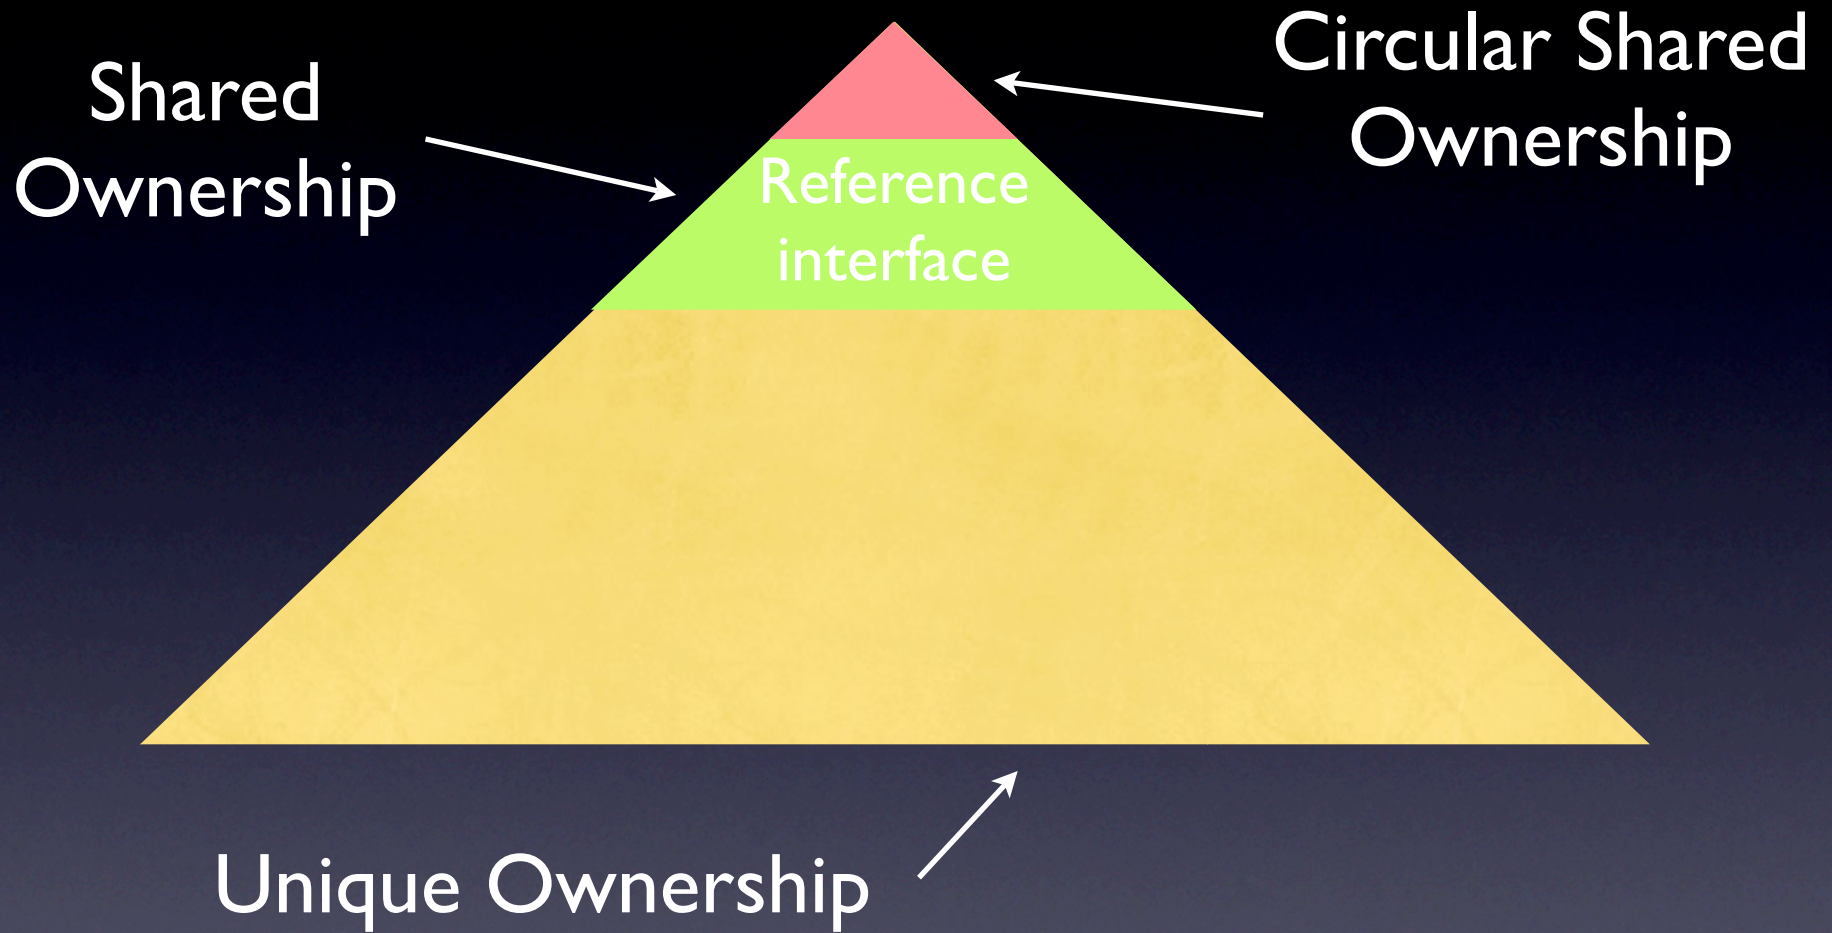 Shared
Ownership
Circular Shared
Ownership
Reference
interface
Unique Ownership